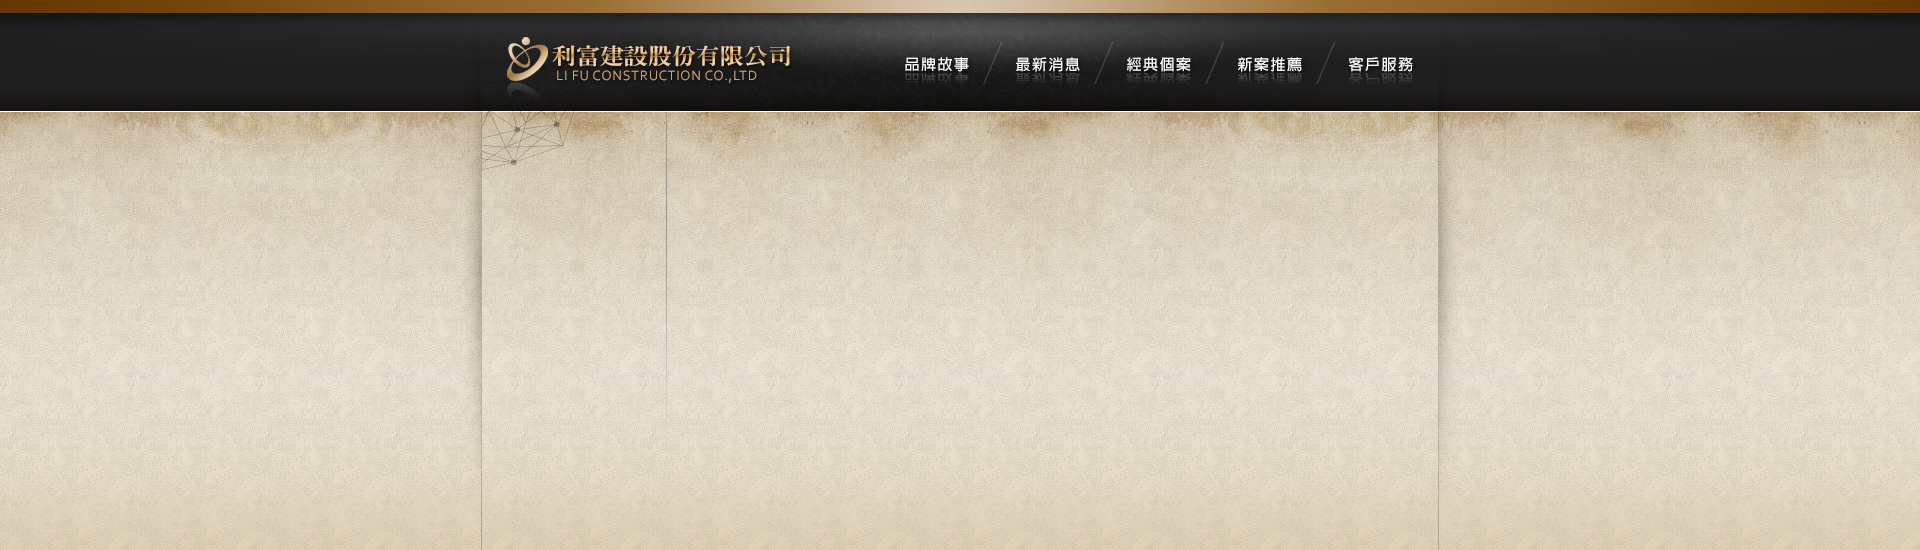 利富建設股份有限公司
LI FU CONSTRUCTION CO.,LTD
品牌故事
最新消息
經典個案
新案推薦
客戶服務